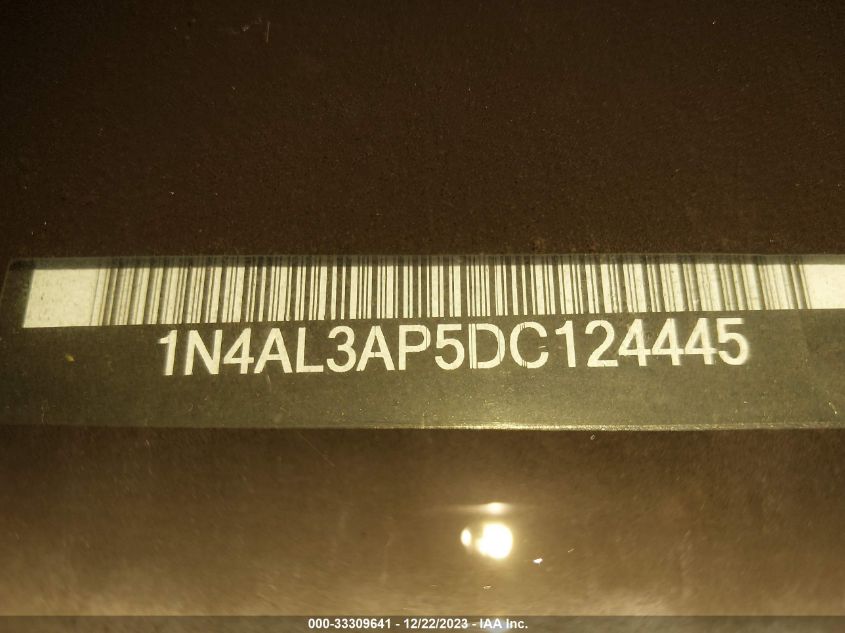 1N4AL3AP5DC124445
000-33309641 - 12/22/2023 - IAA Inc.